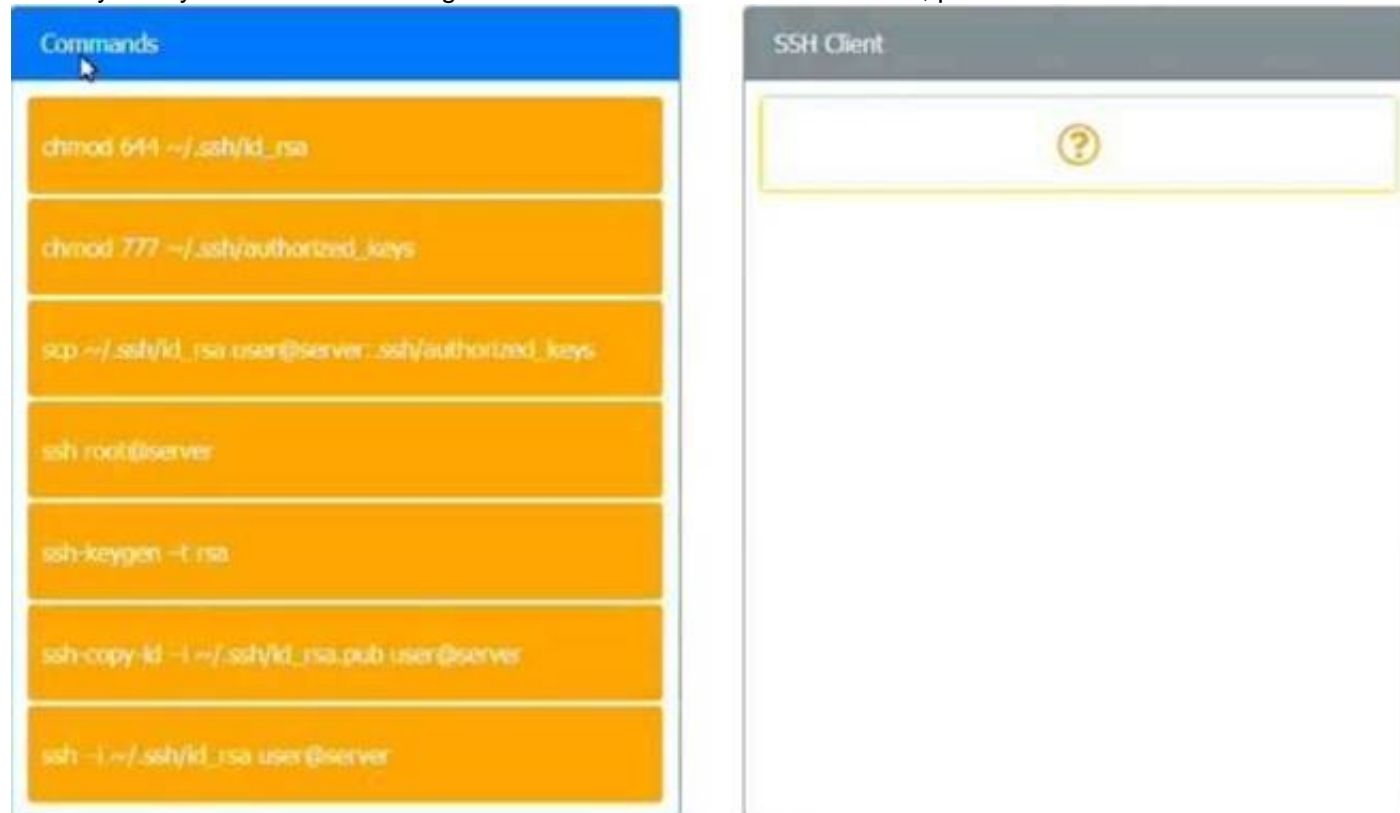 Commands
chmod 644 ~/.ssh/id_rsa
chmod 777 ~/.ssh/authorized_keys
scp ~/.ssh/id_rsa user@server: .ssh/authorized_keys
ssh root@server
ssh-keygen –t rsa
ssh-copy-id –i ~/.ssh/id_rsa.pub user@server
ssh –i ~/.ssh/id_rsa user@server
SSH Client
?